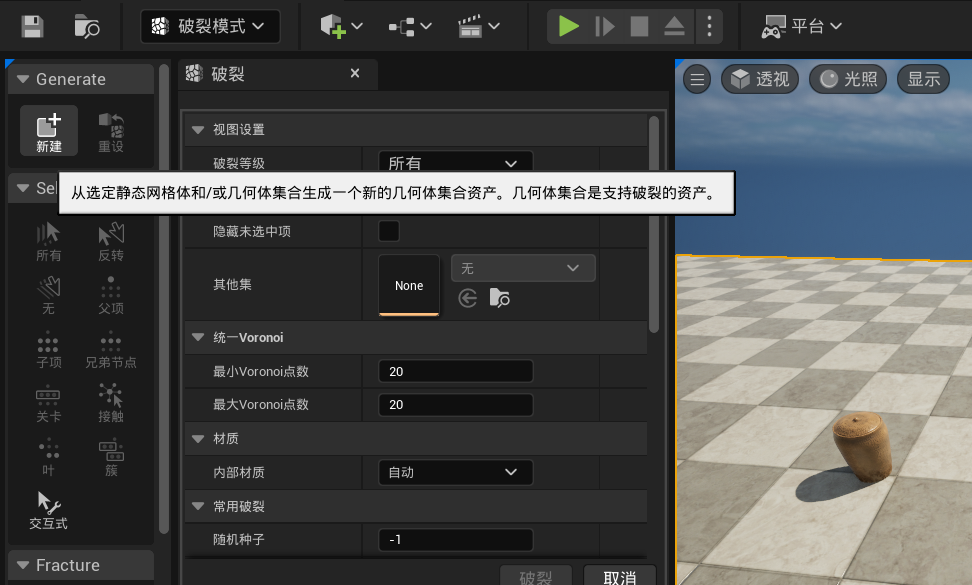 破裂模式
平台
Generate
破裂
透视
光照
显示
新建
重设
视图设置
破裂等级
所有
Se
从选定静态网格体和/或几何体集合生成一个新的几何体集合资产。几何体集合是支持破裂的资产。
隐藏未选中项
所有
反转
其他集
None
无
无
父项
统一Voronoi
子项
兄弟节点
最小Voronoi点数
20
最大Voronoi点数
20
关卡
接触
材质
叶
簇
内部材质
自动
常用破裂
交互式
随机种子
-1
Fracture
破裂
取消